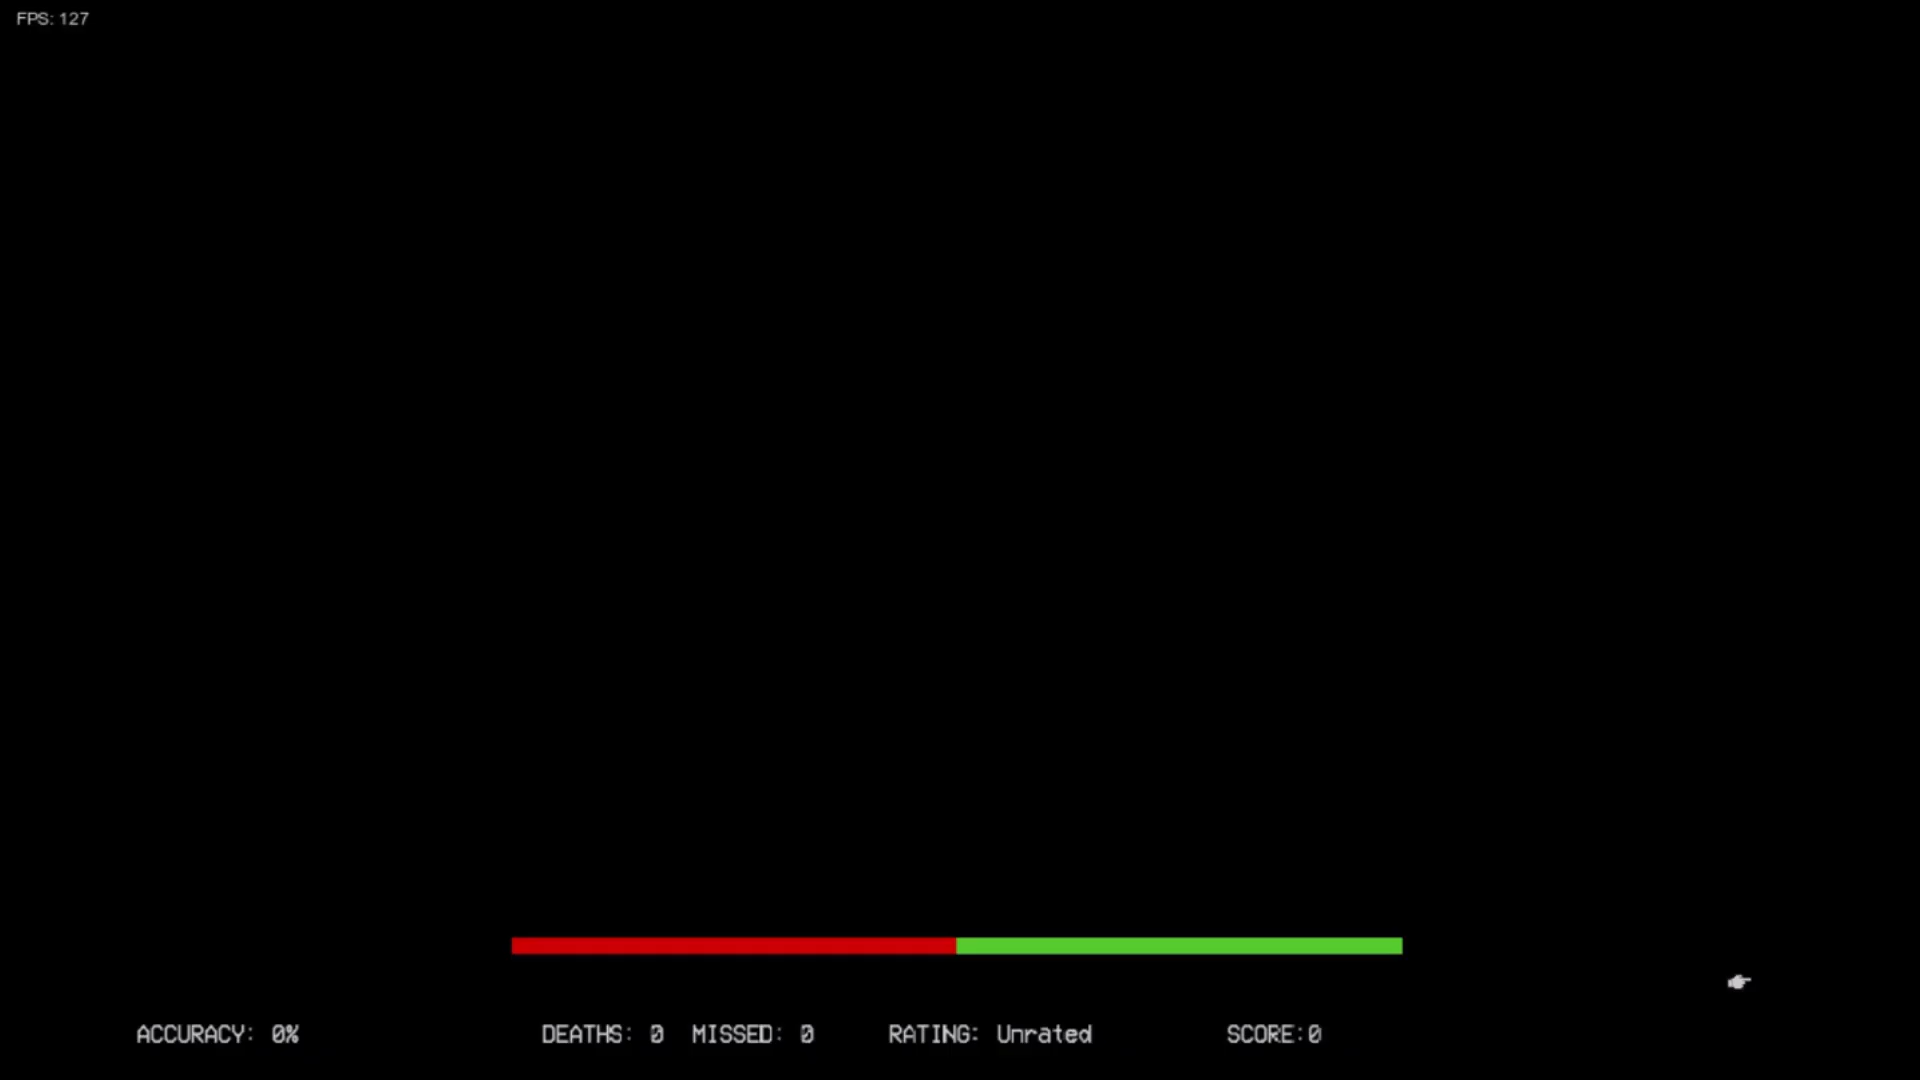 FPS: 127
ACCURACY: 0% DEATHS: 0 MISSED: 0 RATING: Unrated SCORE:0